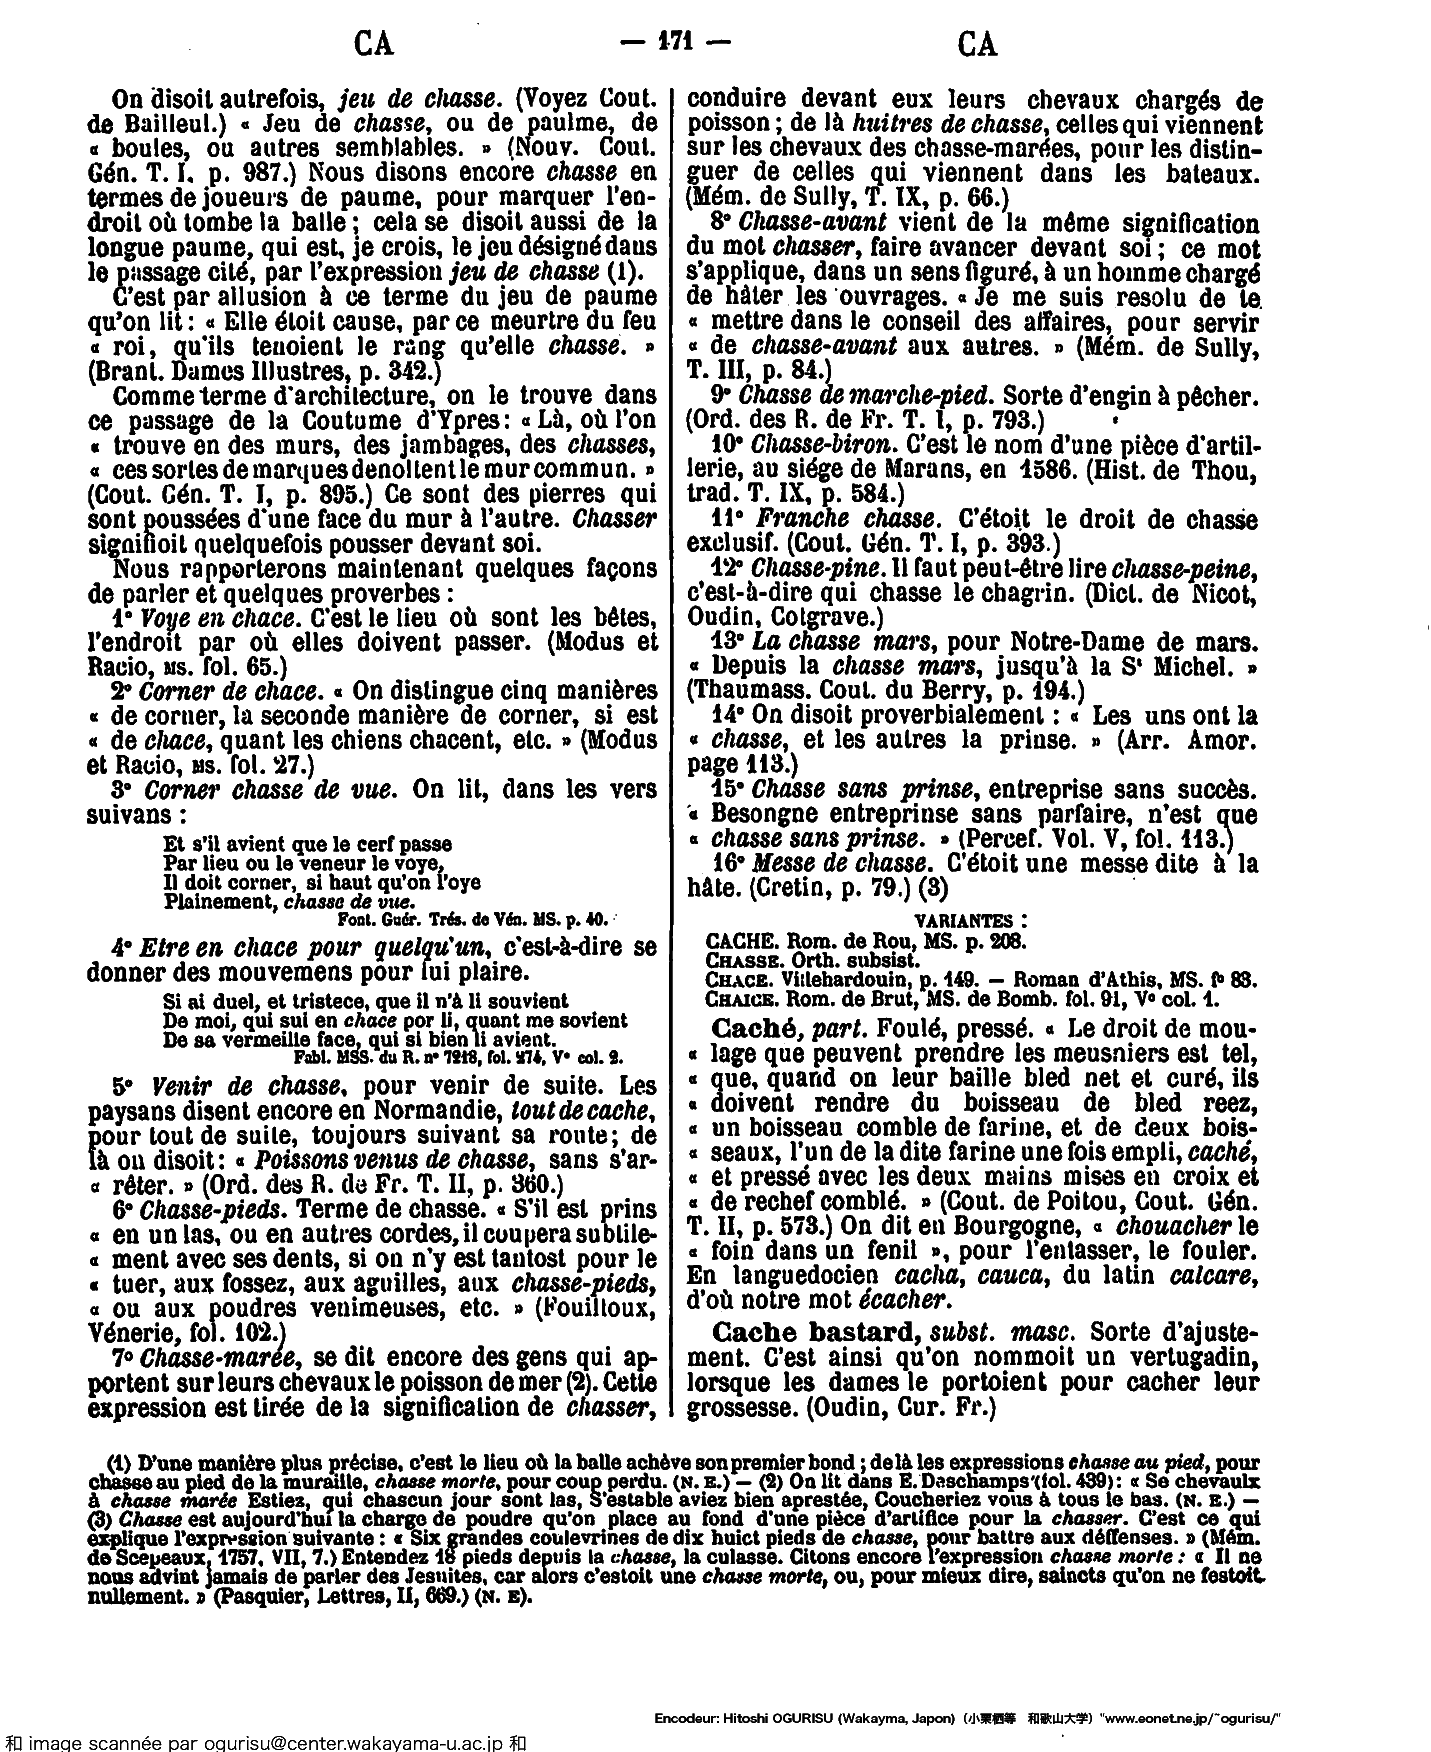 CA — 171 — CA
On disoit autrefois, jeu de chasse. (Voyez Cout.
de Bailleul.) « Jeu de chasse, ou de paulme, de
« boules, ou autres semblables. » (Nouv. Cout.
Gén. T. I. p. 987.) Nous disons encore chasse en
termes de joueurs de paume, pour marquer l'en-
droit où tombe la balle ; cela se disoit aussi de la
longue paume, qui est, je crois, le jeu désigné dans
le passage cité, par l'expression jeu de chasse (1).
C'est par allusion à ce terme du jeu de paume
qu'on lit : « Elle étoit cause, par ce meurtre du feu
« roi, qu'ils tenoient le rang qu'elle chasse. »
(Brant. Dames Illustres, p. 342.)
Comme terme d'architecture, on le trouve dans
ce passage de la Coutume d'Ypres : « Là, où l'on
« trouve en des murs, des jambages, des chasses,
« ces sortes de marques denottent le mur commun. »
(Cout. Gén. T. I, p. 895.) Ce sont des pierres qui
sont poussées d'une face du mur à l'autre. Chasser
signifioit quelquefois pousser devant soi.
Nous rapporterons maintenant quelques façons
de parler et quelques proverbes :
1° Voye en chace. C'est le lieu où sont les bêtes,
l'endroit par où elles doivent passer. (Modus et
Racio, MS. fol. 65.)
2° Corner de chace. « On distingue cinq manières
« de corner, la seconde manière de corner, si est
« de chace, quant les chiens chacent, etc. » (Modus
et Racio, MS. fol. 27.)
3° Corner chasse de vue. On lit, dans les vers
suivans :
Et s'il avient que le cerf passe
Par lieu ou le veneur le voye,
Il doit corner, si haut qu'on l'oye
Plainement, chasse de vue.
Font. Guér. Trés. de Vén. MS. p. 40.
4° Etre en chace pour quelqu'un, c'est-à-dire se
donner des mouvemens pour lui plaire.
Si ai duel, et tristece, que il n'à li souvient
De moi, qui sui en chace por li, quant me sovient
De sa vermeille face, qui si bien li avient.
Fabl. MSS. du R. n° 7218, fol. 274, V° col. 2.
5° Venir de chasse, pour venir de suite. Les
paysans disent encore en Normandie, tout de cache,
pour tout de suite, toujours suivant sa route ; de
là on disoit : « Poissons venus de chasse, sans s'ar-
« rêter. » (Ord. des R. de Fr. T. II, p. 360.)
6° Chasse-pieds. Terme de chasse. « S'il est prins
« en un las, ou en autres cordes, il coupera subtile-
« ment avec ses dents, si on n'y est tantost pour le
« tuer, aux fossez, aux aguilles, aux chasse-pieds,
« ou aux poudres venimeuses, etc. » (Fouilloux,
Vénerie, fol. 102.)
7° Chasse-marée, se dit encore des gens qui ap-
portent sur leurs chevaux le poisson de mer (2). Cette
expression est tirée de la signification de chasser,
conduire devant eux leurs chevaux chargés de
poisson ; de là huitres de chasse, celles qui viennent
sur les chevaux des chasse-marées, pour les distin-
guer de celles qui viennent dans les bateaux.
(Mém. de Sully, T. IX, p. 66.)
8° Chasse-avant vient de la même signification
du mot chasser, faire avancer devant soi ; ce mot
s'applique, dans un sens figuré, à un homme chargé
de hâter les ouvrages. « Je me suis resolu de te
« mettre dans le conseil des affaires, pour servir
« de chasse-avant aux autres. » (Mém. de Sully,
T. III, p. 84.)
9° Chasse de marche-pied. Sorte d'engin à pêcher.
(Ord. des R. de Fr. T. I, p. 793.)
10° Chasse-biron. C'est le nom d'une pièce d'artil-
lerie, au siége de Marans, en 1586. (Hist. de Thou,
trad. T. IX, p. 584.)
11° Franche chasse. C'étoit le droit de chasse
exclusif. (Cout. Gén. T. I, p. 393.)
12° Chasse-pine. Il faut peut-être lire chasse-peine,
c'est-à-dire qui chasse le chagrin. (Dict. de Nicot,
Oudin, Cotgrave.)
13° La chasse mars, pour Notre-Dame de mars.
« Depuis la chasse mars, jusqu'à la St Michel. »
(Thaumass. Cout. du Berry, p. 194.)
14° On disoit proverbialement : « Les uns ont la
« chasse, et les autres la prinse. » (Arr. Amor.
page 113.)
15° Chasse sans prinse, entreprise sans succès.
« Besongne entreprinse sans parfaire, n'est que
« chasse sans prinse. » (Percef. Vol. V, fol. 113.)
16° Messe de chasse. C'étoit une messe dite à la
hâte. (Cretin, p. 79.) (3)
VARIANTES :
CACHE. Rom. de Rou, MS. p. 208.
CHASSE. Orth. subsist.
CHACE. Villehardouin, p. 149. — Roman d'Athis, MS. f° 83.
CHAICE. Rom. de Brut, MS. de Bomb. fol. 91, V° col. 1.
Caché, part. Foulé, pressé. « Le droit de mou-
« lage que peuvent prendre les meusniers est tel,
« que, quand on leur baille bled net et curé, ils
« doivent rendre du boisseau de bled reez,
« un boisseau comble de farine, et de deux bois-
« seaux, l'un de la dite farine une fois empli, caché,
« et pressé avec les deux mains mises en croix et
« de rechef comblé. » (Cout. de Poitou, Cout. Gén.
T. II, p. 573.) On dit en Bourgogne, « chouacher le
« foin dans un fenil », pour l'entasser, le fouler.
En languedocien cacha, cauca, du latin calcare,
d'où notre mot écacher.
Cache bastard, subst. masc. Sorte d'ajuste-
ment. C'est ainsi qu'on nommoit un vertugadin,
lorsque les dames le portoient pour cacher leur
grossesse. (Oudin, Cur. Fr.)
(1) D'une manière plus précise, c'est le lieu où la balle achève son premier bond ; de là les expressions chasse au pied, pour
chasse au pied de la muraille, chasse morte, pour coup perdu. (N. E.) — (2) On lit dans E. Deschamps (fol. 439) : « Se chevaulx
à chasse marée Estiez, qui chascun jour sont las, S'estable aviez bien aprestée, Coucheriez vous à tous le bas. (N. E.) —
(3) Chasse est aujourd'hui la charge de poudre qu'on place au fond d'une pièce d'artifice pour la chasser. C'est ce qui
explique l'expression suivante : « Six grandes coulevrines de dix huict pieds de chasse, pour battre aux déffenses. » (Mém.
de Scepeaux, 1757, VII, 7.) Entendez 18 pieds depuis la chasse, la culasse. Citons encore l'expression chasse morte : « Il ne
nous advint jamais de parler des Jesuites, car alors c'estoit une chasse morte, ou, pour mieux dire, saincts qu'on ne festoit
nullement. » (Pasquier, Lettres, II, 669.) (N. E).
Encodeur: Hitoshi OGURISU (Wakayma, Japon) (小栗栖等 和歌山大学) "www.eonet.ne.jp/~ogurisu/"
和 image scannée par ogurisu@center.wakayama-u.ac.jp 和